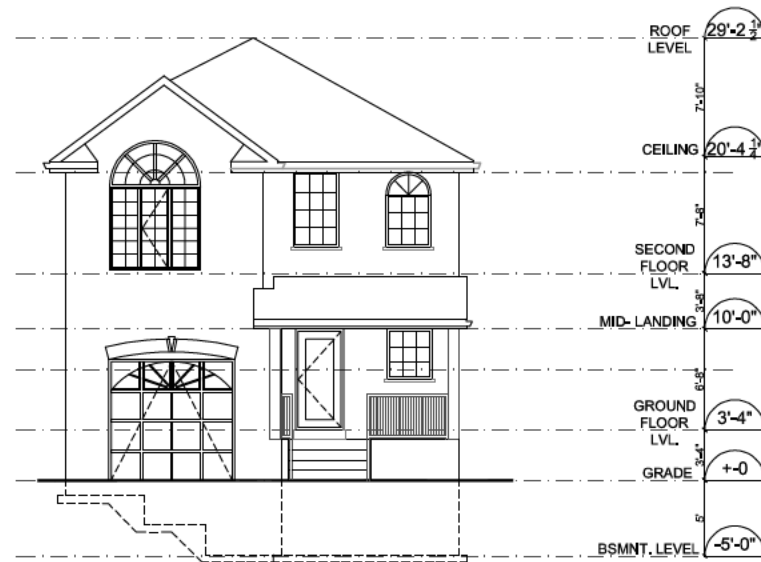 ROOF LEVEL 29'-2 ½"
7'-10"
CEILING 20'-4 ¼"
7'-8"
SECOND FLOOR LVL. 13'-8"
3'-8"
MID- LANDING 10'-0"
6'-8"
GROUND FLOOR LVL. 3'-4"
3'-4"
GRADE +-0
5'
BSMNT. LEVEL -5'-0"